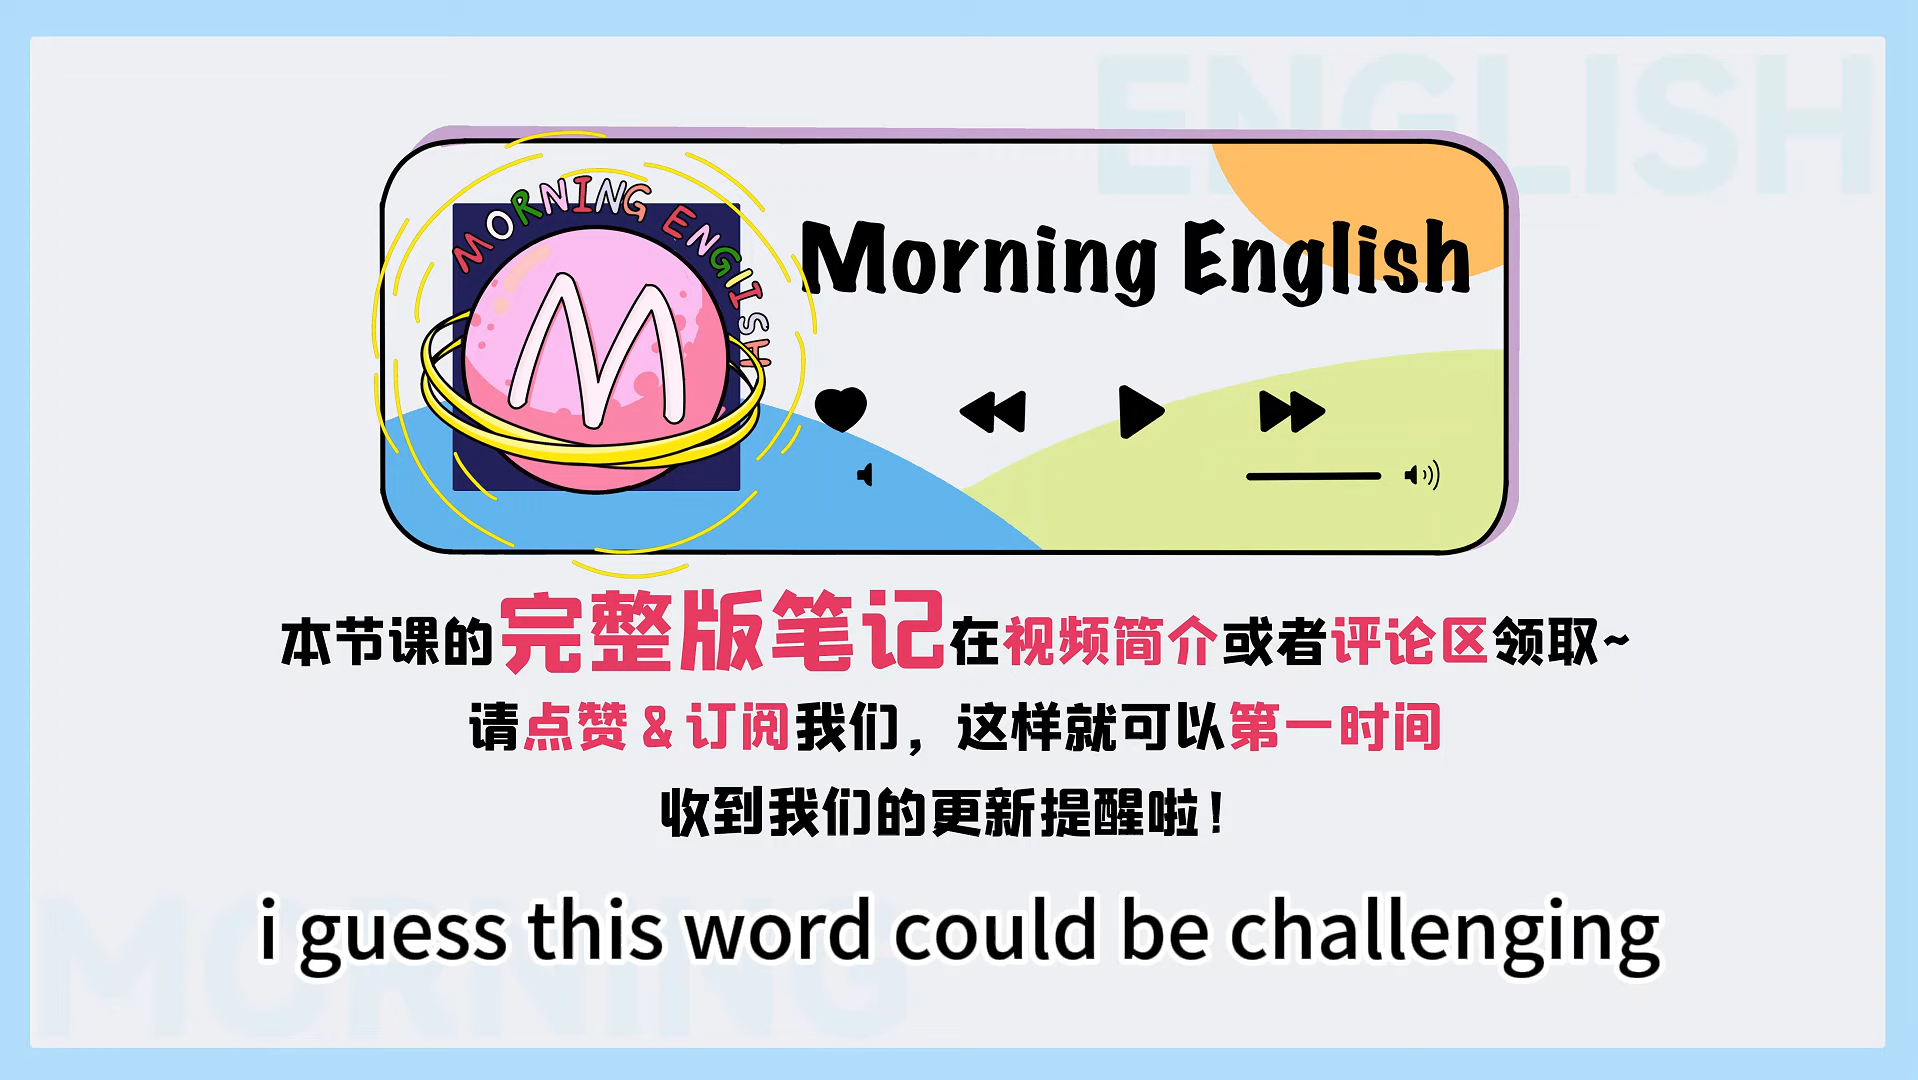 ENGLISH
MORNING ENGLISH
M
Morning English
本节课的完整版笔记在视频简介或者评论区领取~
请点赞&订阅我们，这样就可以第一时间
收到我们的更新提醒啦！
i guess this word could be challenging
MORNING